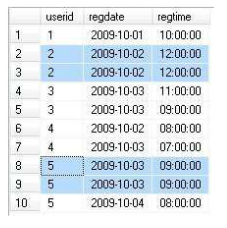 userid regdate regtime
1 1 2009-10-01 10:00:00
2 2 2009-10-02 12:00:00
3 2 2009-10-02 12:00:00
4 3 2009-10-03 11:00:00
5 3 2009-10-03 09:00:00
6 4 2009-10-02 08:00:00
7 4 2009-10-03 07:00:00
8 5 2009-10-03 09:00:00
9 5 2009-10-03 09:00:00
10 5 2009-10-04 08:00:00